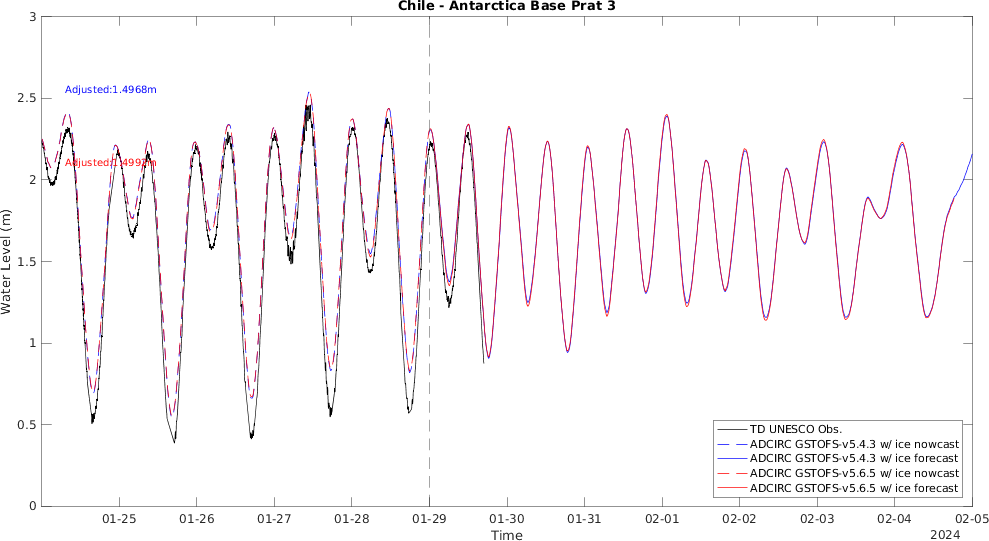 Chile - Antarctica Base Prat 3
3
2.5
2
1.5
1
0.5
0
Water Level (m)
Adjusted:1.4968m
01-25
01-26
01-27
01-28
01-29
01-30
01-31
02-01
02-02
02-03
02-04
02-05
Time
2024
TD UNESCO Obs.
ADCIRC GSTOFS-v5.4.3 w/ ice nowcast
ADCIRC GSTOFS-v5.4.3 w/ ice forecast
ADCIRC GSTOFS-v5.6.5 w/ ice nowcast
ADCIRC GSTOFS-v5.6.5 w/ ice forecast